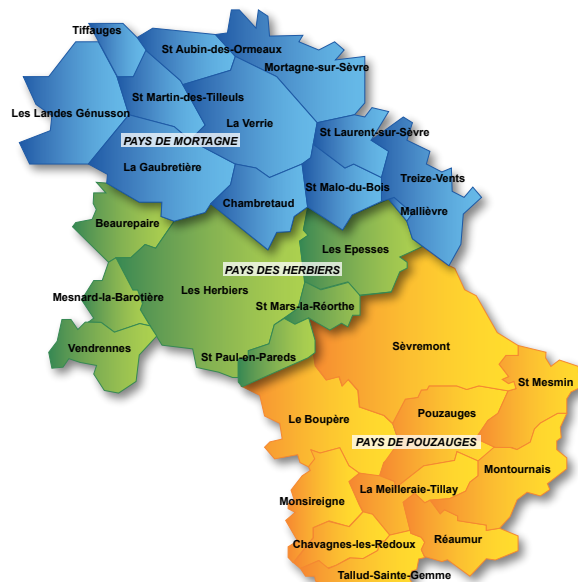 Tiffauges
St Aubin-des-Ormeaux
Mortagne-sur-Sèvre
St Martin-des-Tilleuls
Les Landes Génusson
La Verrie
St Laurent-sur-Sèvre
PAYS DE MORTAGNE
La Gaubretière
Treize-Vents
St Malo-du-Bois
Chambretaud
Mallièvre
Beaurepaire
Les Epesses
PAYS DES HERBIERS
Les Herbiers
Mesnard-la-Barotière
St Mars-la-Réorthe
Vendrennes
Sèvremont
St Paul-en-Pareds
St Mesmin
Pouzauges
Le Boupère
PAYS DE POUZAUGES
Montournais
La Meilleraie-Tillay
Monsireigne
Réaumur
Chavagnes-les-Redoux
Tallud-Sainte-Gemme